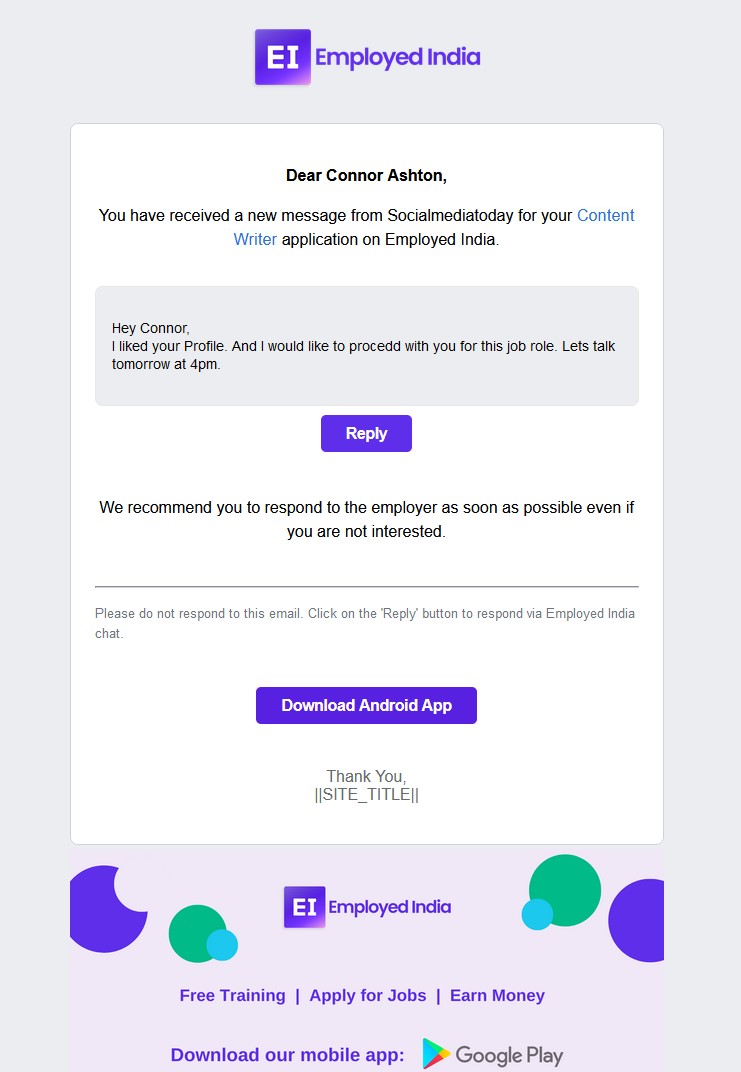 EI Employed India
Dear Connor Ashton,
You have received a new message from Socialmediatoday for your Content
Writer application on Employed India.
Hey Connor,
I liked your Profile. And I would like to procedd with you for this job role. Lets talk
tomorrow at 4pm.
Reply
We recommend you to respond to the employer as soon as possible even if
you are not interested.
Please do not respond to this email. Click on the 'Reply' button to respond via Employed India
chat.
Download Android App
Thank You,
||SITE_TITLE||
EI Employed India
Free Training | Apply for Jobs | Earn Money
Download our mobile app: Google Play